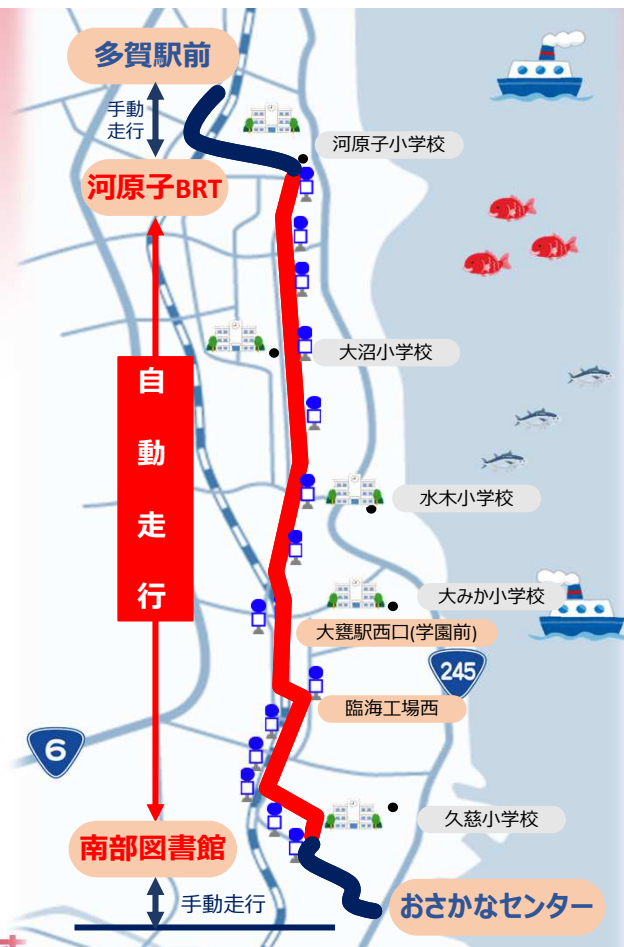 多賀駅前
手動
走行
河原子小学校
河原子BRT
大沼小学校
自
動
走
行
水木小学校
大みか小学校
大甕駅西口(学園前)
245
臨海工場西
6
久慈小学校
南部図書館
手動走行
おさかなセンター